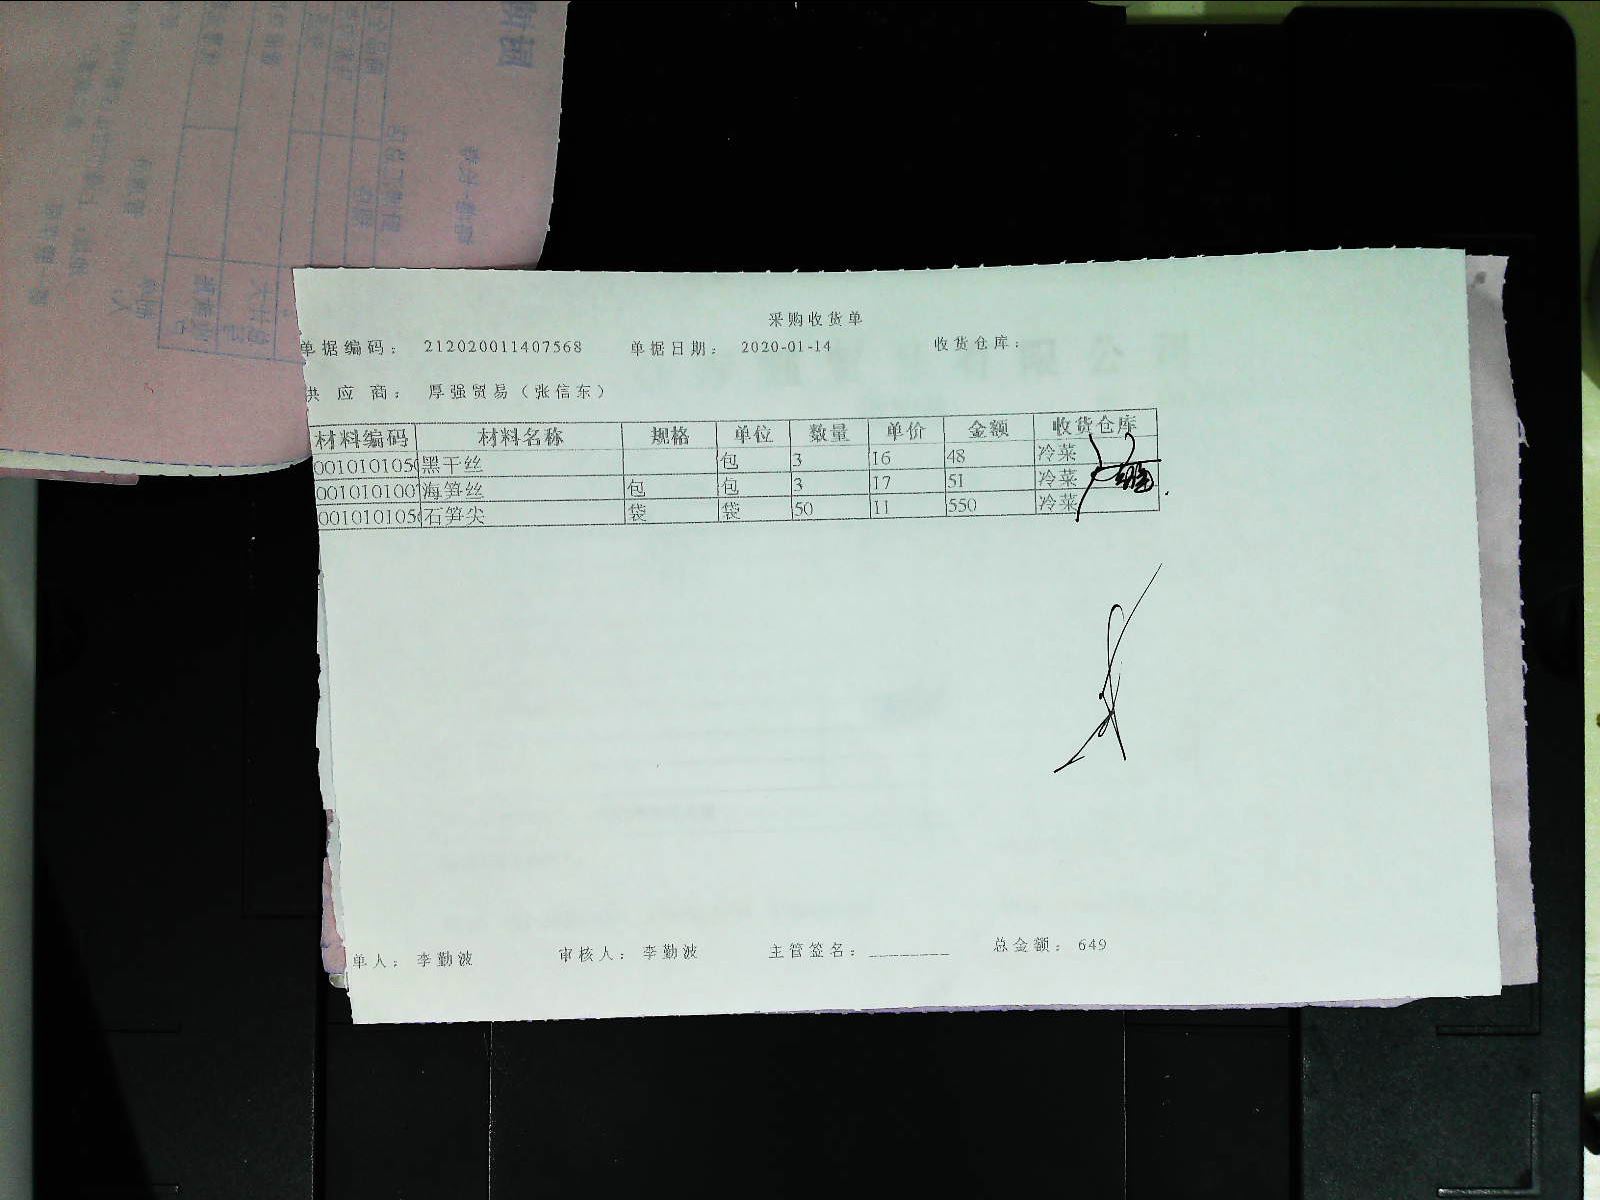 采购收货单
单据编码： 212020011407568 单据日期： 2020-01-14 收货仓库：
供应商： 厚强贸易（张信东）
材料编码 材料名称 规格 单位 数量 单价 金额 收货仓库
001010105 黑干丝 包 3 16 48 冷菜
001010100 海笋丝 包 包 3 17 51 冷菜
001010105 石笋尖 袋 袋 50 11 550 冷菜
单人： 李勤波 审核人： 李勤波 主管签名：________ 总金额： 649